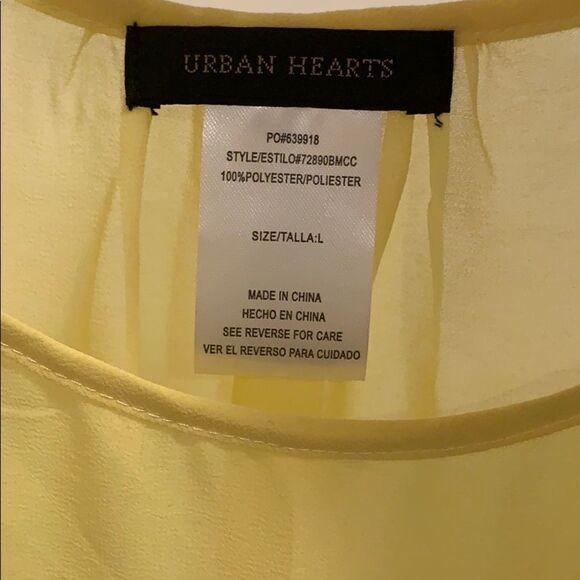 URBAN HEARTS
PO#639918
STYLE/ESTILO#72890BMCC
100%POLYESTER/POLIESTER
SIZE/TALLA:L
MADE IN CHINA
HECHO EN CHINA
SEE REVERSE FOR CARE
VER EL REVERSO PARA CUIDADO